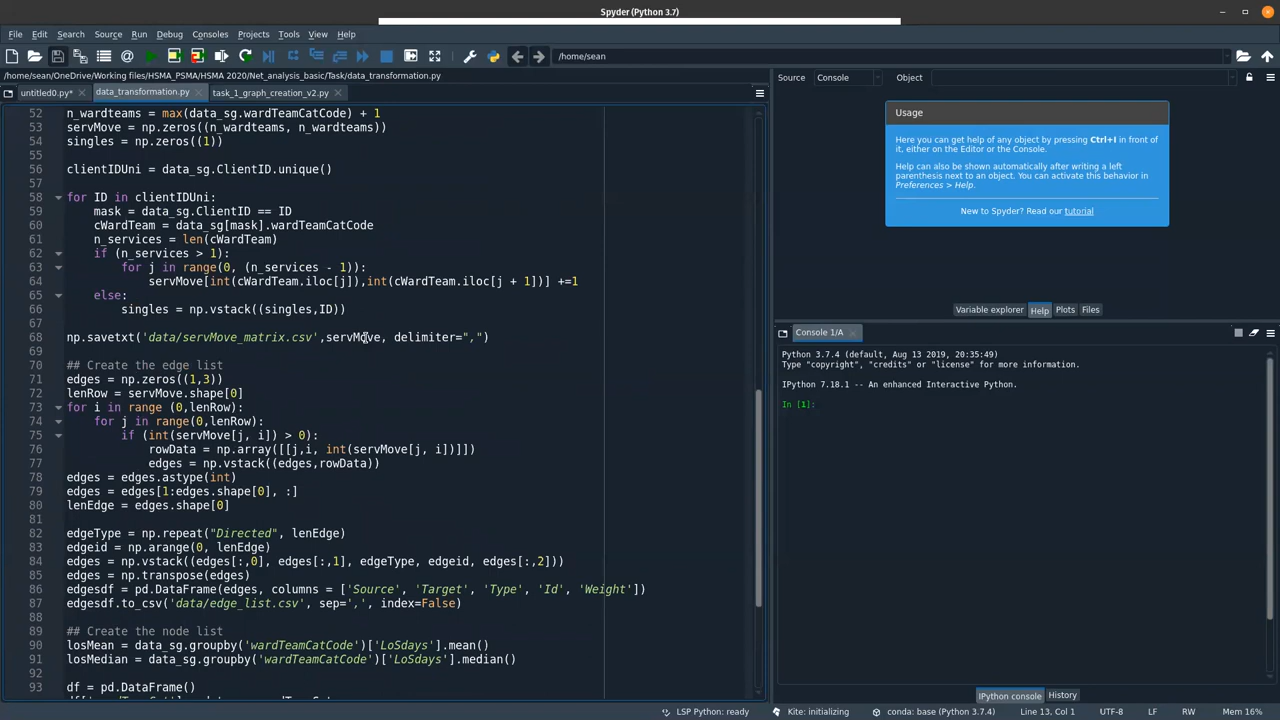 Spyder (Python 3.7)
File Edit Search Source Run Debug Consoles Projects Tools View Help
/home/sean
/home/sean/OneDrive/Working files/HSMA_PSMA/HSMA 2020/Net_analysis_basic/Task/data_transformation.py
untitled0.py* data_transformation.py task_1_graph_creation_v2.py
52 n_wardteams = max(data_sg.wardTeamCatCode) + 1
53 servMove = np.zeros((n_wardteams, n_wardteams))
54 singles = np.zeros((1))
55
56 clientIDUni = data_sg.ClientID.unique()
57
58 for ID in clientIDUni:
59 mask = data_sg.ClientID == ID
60 cWardTeam = data_sg[mask].wardTeamCatCode
61 n_services = len(cWardTeam)
62 if (n_services > 1):
63 for j in range(0, (n_services - 1)):
64 servMove[int(cWardTeam.iloc[j]),int(cWardTeam.iloc[j + 1])] +=1
65 else:
66 singles = np.vstack((singles,ID))
67
68 np.savetxt('data/servMove_matrix.csv',servMove, delimiter=",")
69
70 ## Create the edge list
71 edges = np.zeros((1,3))
72 lenRow = servMove.shape[0]
73 for i in range (0,lenRow):
74 for j in range(0,lenRow):
75 if (int(servMove[j, i]) > 0):
76 rowData = np.array([[j,i, int(servMove[j, i])]])
77 edges = np.vstack((edges,rowData))
78 edges = edges.astype(int)
79 edges = edges[1:edges.shape[0], :]
80 lenEdge = edges.shape[0]
81
82 edgeType = np.repeat("Directed", lenEdge)
83 edgeid = np.arange(0, lenEdge)
84 edges = np.vstack((edges[:,0], edges[:,1], edgeType, edgeid, edges[:,2]))
85 edges = np.transpose(edges)
86 edgesdf = pd.DataFrame(edges, columns = ['Source', 'Target', 'Type', 'Id', 'Weight'])
87 edgesdf.to_csv('data/edge_list.csv', sep=',', index=False)
88
89 ## Create the node list
90 losMean = data_sg.groupby('wardTeamCatCode')['LoSdays'].mean()
91 losMedian = data_sg.groupby('wardTeamCatCode')['LoSdays'].median()
92
93 df = pd.DataFrame()
Source Console Object
Usage
Here you can get help of any object by pressing Ctrl+I in front of it, either on the Editor or the Console.
Help can also be shown automatically after writing a left parenthesis next to an object. You can activate this behavior in Preferences > Help.
New to Spyder? Read our tutorial
Variable explorer Help Plots Files
Console 1/A
Python 3.7.4 (default, Aug 13 2019, 20:35:49)
Type "copyright", "credits" or "license" for more information.
IPython 7.18.1 -- An enhanced Interactive Python.
In [1]:
IPython console History
LSP Python: ready Kite: initializing conda: base (Python 3.7.4) Line 13, Col 1 UTF-8 LF RW Mem 16%